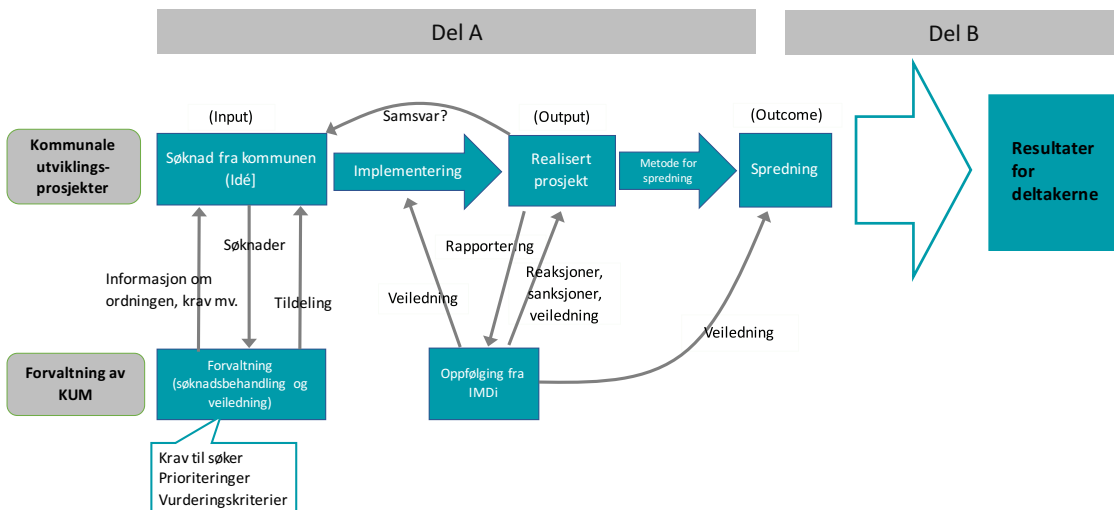 Del A
Del B
(Input)
Samsvar?
(Output)
(Outcome)
Kommunale
utviklings-
prosjekter
Søknad fra kommunen
(Idé]
Implementering
Realisert
prosjekt
Metode for
spredning
Spredning
Resultater
for
deltakerne
Søknader
Informasjon om
ordningen, krav mv.
Tildeling
Rapportering
Veiledning
Reaksjoner,
sanksjoner,
veiledning
Veiledning
Forvaltning av
KUM
Forvaltning
(søknadsbehandling og
veiledning)
Oppfølging fra
IMDi
Krav til søker
Prioriteringer
Vurderingskriterier